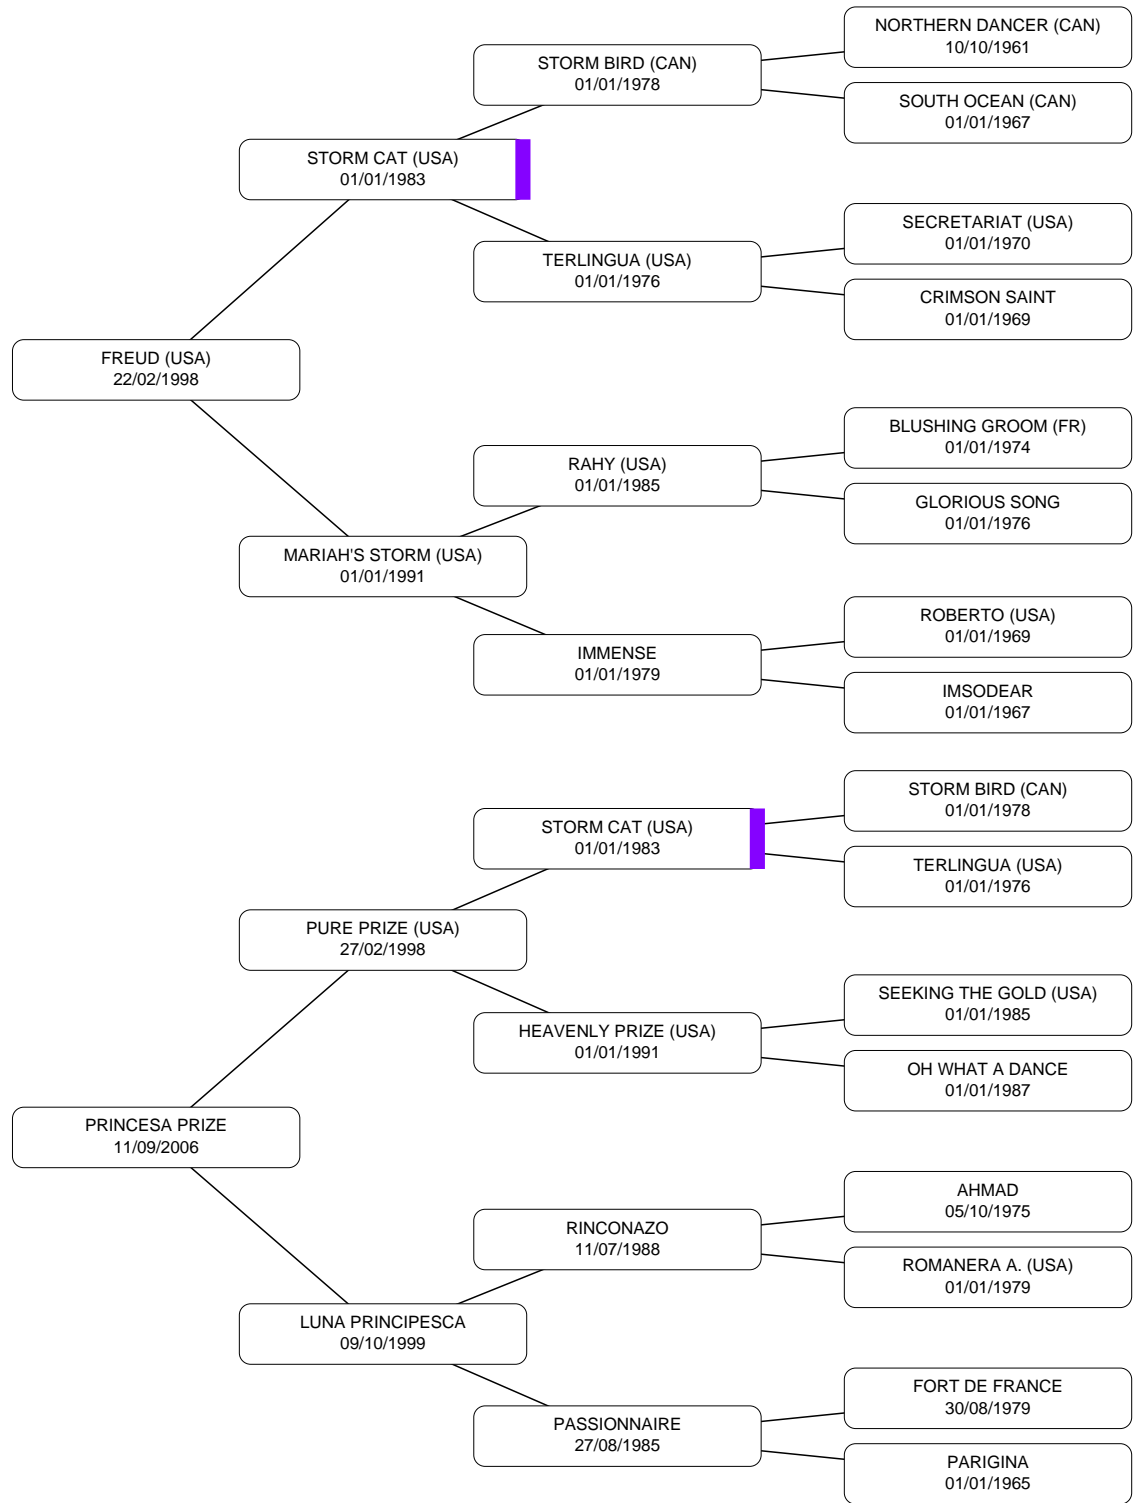 NORTHERN DANCER (CAN)
10/10/1961
STORM BIRD (CAN)
01/01/1978
SOUTH OCEAN (CAN)
01/01/1967
STORM CAT (USA)
01/01/1983
SECRETARIAT (USA)
01/01/1970
TERLINGUA (USA)
01/01/1976
CRIMSON SAINT
01/01/1969
FREUD (USA)
22/02/1998
BLUSHING GROOM (FR)
01/01/1974
RAHY (USA)
01/01/1985
GLORIOUS SONG
01/01/1976
MARIAH'S STORM (USA)
01/01/1991
ROBERTO (USA)
01/01/1969
IMMENSE
01/01/1979
IMSODEAR
01/01/1967
STORM BIRD (CAN)
01/01/1978
STORM CAT (USA)
01/01/1983
TERLINGUA (USA)
01/01/1976
PURE PRIZE (USA)
27/02/1998
SEEKING THE GOLD (USA)
01/01/1985
HEAVENLY PRIZE (USA)
01/01/1991
OH WHAT A DANCE
01/01/1987
PRINCESA PRIZE
11/09/2006
AHMAD
05/10/1975
RINCONAZO
11/07/1988
ROMANERA A. (USA)
01/01/1979
LUNA PRINCIPESCA
09/10/1999
FORT DE FRANCE
30/08/1979
PASSIONNAIRE
27/08/1985
PARIGINA
01/01/1965